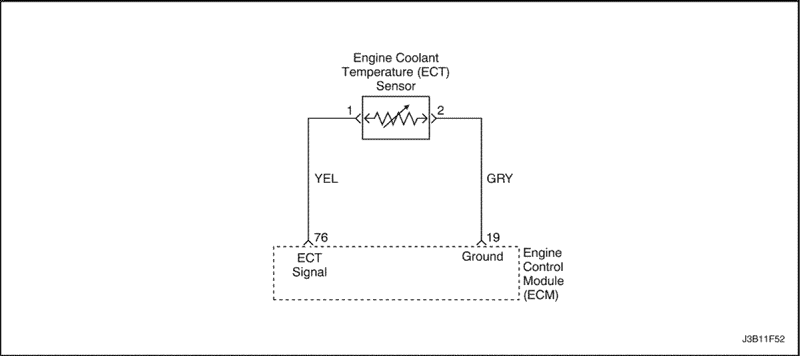 Engine Coolant
Temperature (ECT)
Sensor
1
2
YEL
GRY
76
19
ECT
Signal
Ground
Engine
Control
Module
(ECM)
J3B11F52